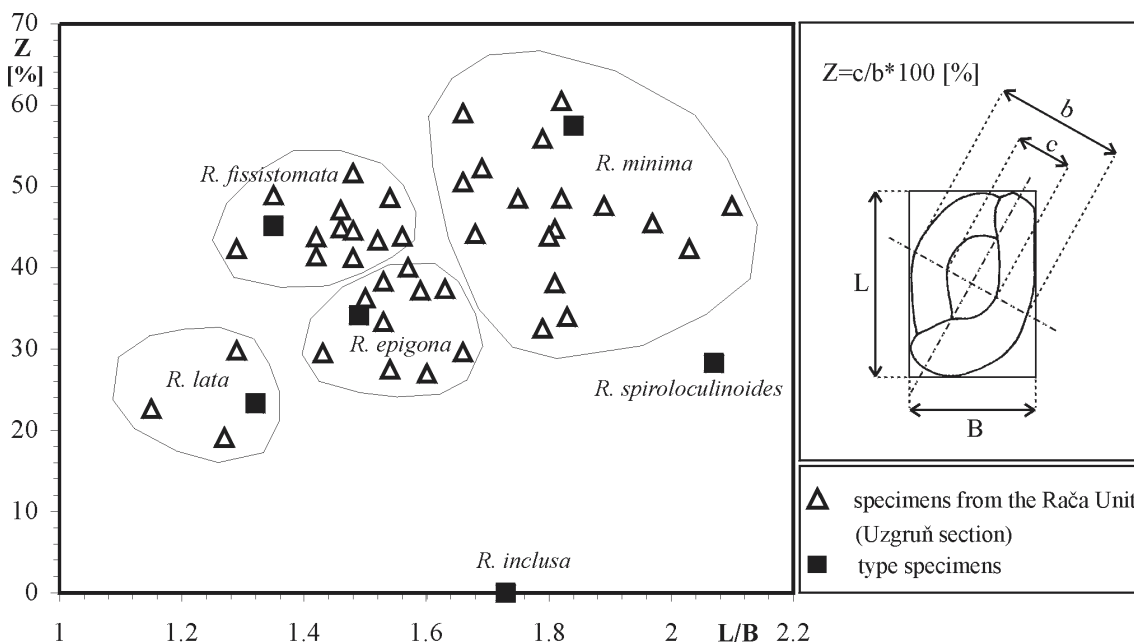 70
Z
[%]
60
50
40
30
20
10
0
1
1.2
1.4
1.6
1.8
2
L/B
2.2
R. fissistomata
R. minima
R. epigona
R. lata
R. spiroloculinoides
R. inclusa
Z=c/b*100 [%]
b
c
L
B
specimens from the Rača Unit
(Uzgruň section)
type specimens